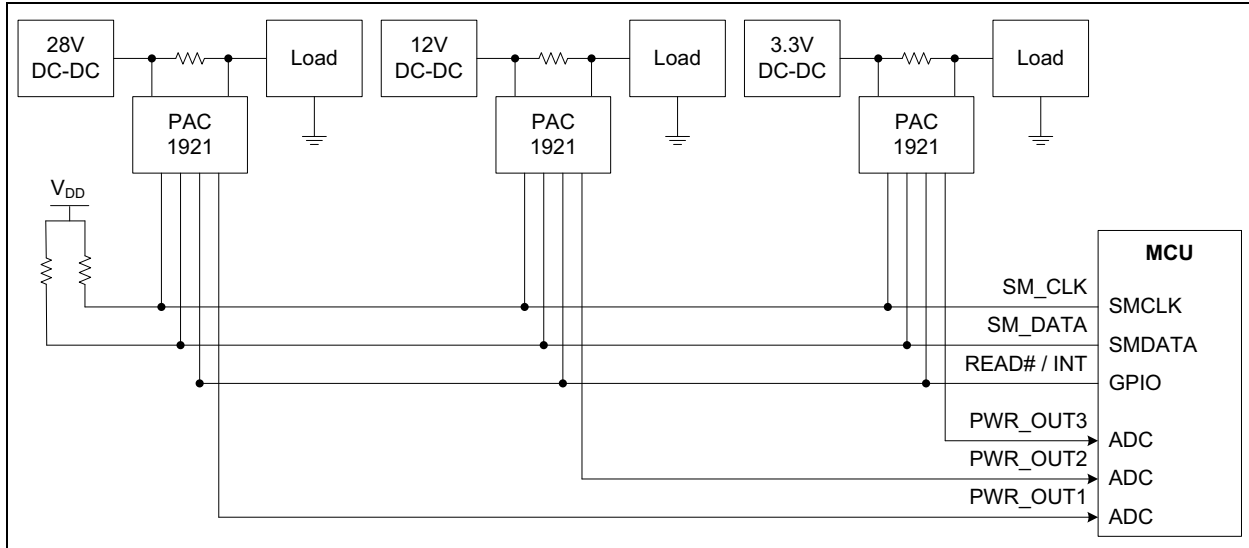 28V
DC-DC
Load
12V
DC-DC
Load
3.3V
DC-DC
Load
PAC
1921
PAC
1921
PAC
1921
VDD
MCU
SM_CLK
SMCLK
SM_DATA
SMDATA
READ# / INT
GPIO
PWR_OUT3
ADC
PWR_OUT2
ADC
PWR_OUT1
ADC